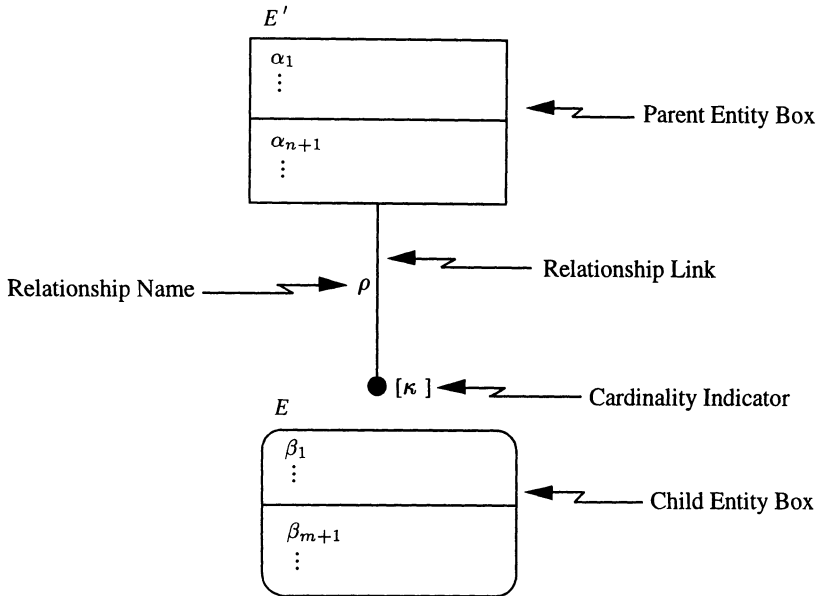 E′
α₁
⋮
Parent Entity Box
αₙ₊₁
⋮
Relationship Link
Relationship Name
ρ
[κ ]
Cardinality Indicator
E
β₁
⋮
Child Entity Box
βₘ₊₁
⋮